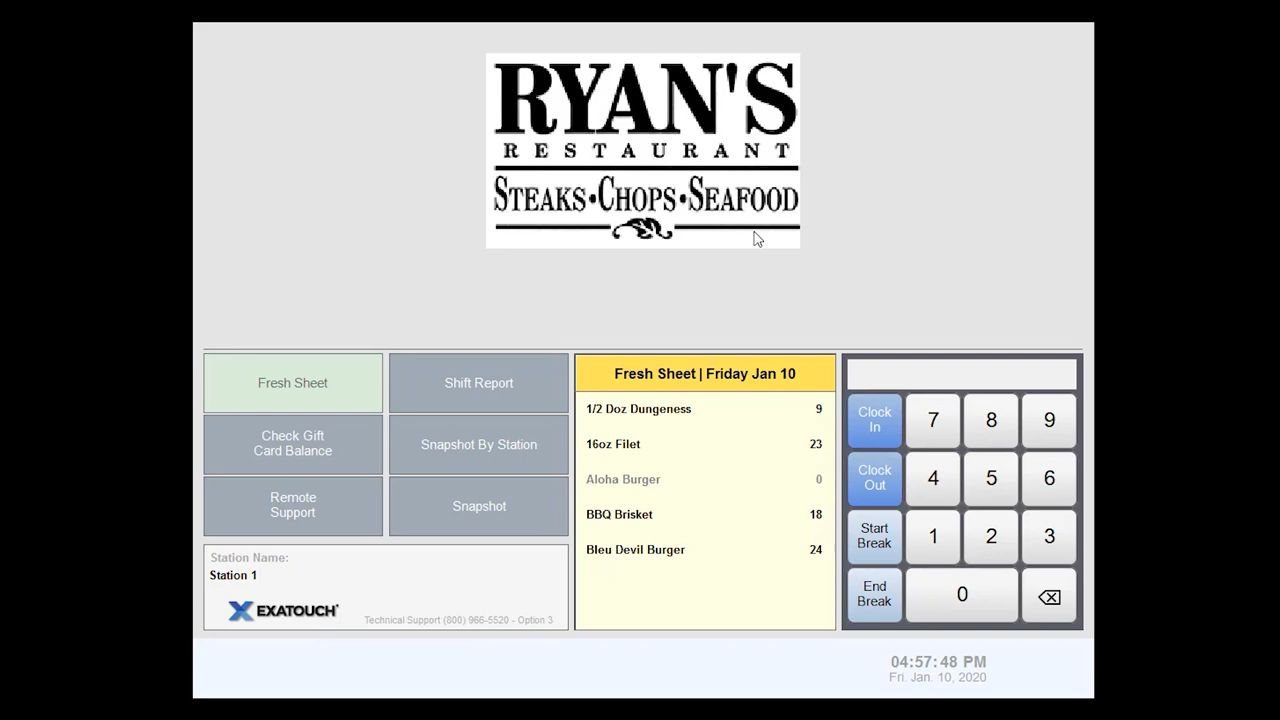 RYAN'S
RESTAURANT
STEAKS•CHOPS•SEAFOOD
Fresh Sheet
Shift Report
Check Gift
Card Balance
Snapshot By Station
Remote
Support
Snapshot
Station Name:
Station 1
EXATOUCH
Technical Support (800) 966-5520 - Option 3
Fresh Sheet | Friday Jan 10
1/2 Doz Dungeness 9
16oz Filet 23
Aloha Burger 0
BBQ Brisket 18
Bleu Devil Burger 24
Clock
In
7 8 9
Clock
Out
4 5 6
Start
Break
1 2 3
End
Break
0
04:57:48 PM
Fri. Jan. 10, 2020